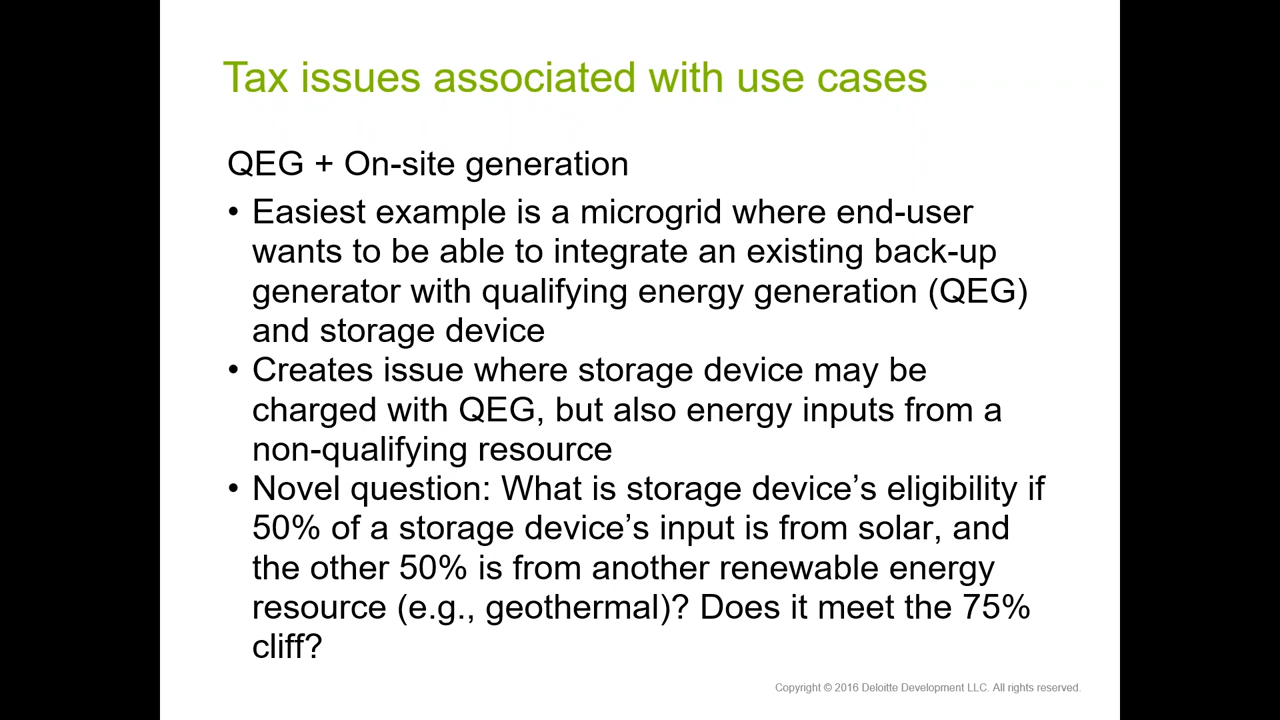 Tax issues associated with use cases
QEG + On-site generation
• Easiest example is a microgrid where end-user
wants to be able to integrate an existing back-up
generator with qualifying energy generation (QEG)
and storage device
• Creates issue where storage device may be
charged with QEG, but also energy inputs from a
non-qualifying resource
• Novel question: What is storage device’s eligibility if
50% of a storage device’s input is from solar, and
the other 50% is from another renewable energy
resource (e.g., geothermal)? Does it meet the 75%
cliff?
Copyright © 2016 Deloitte Development LLC. All rights reserved.